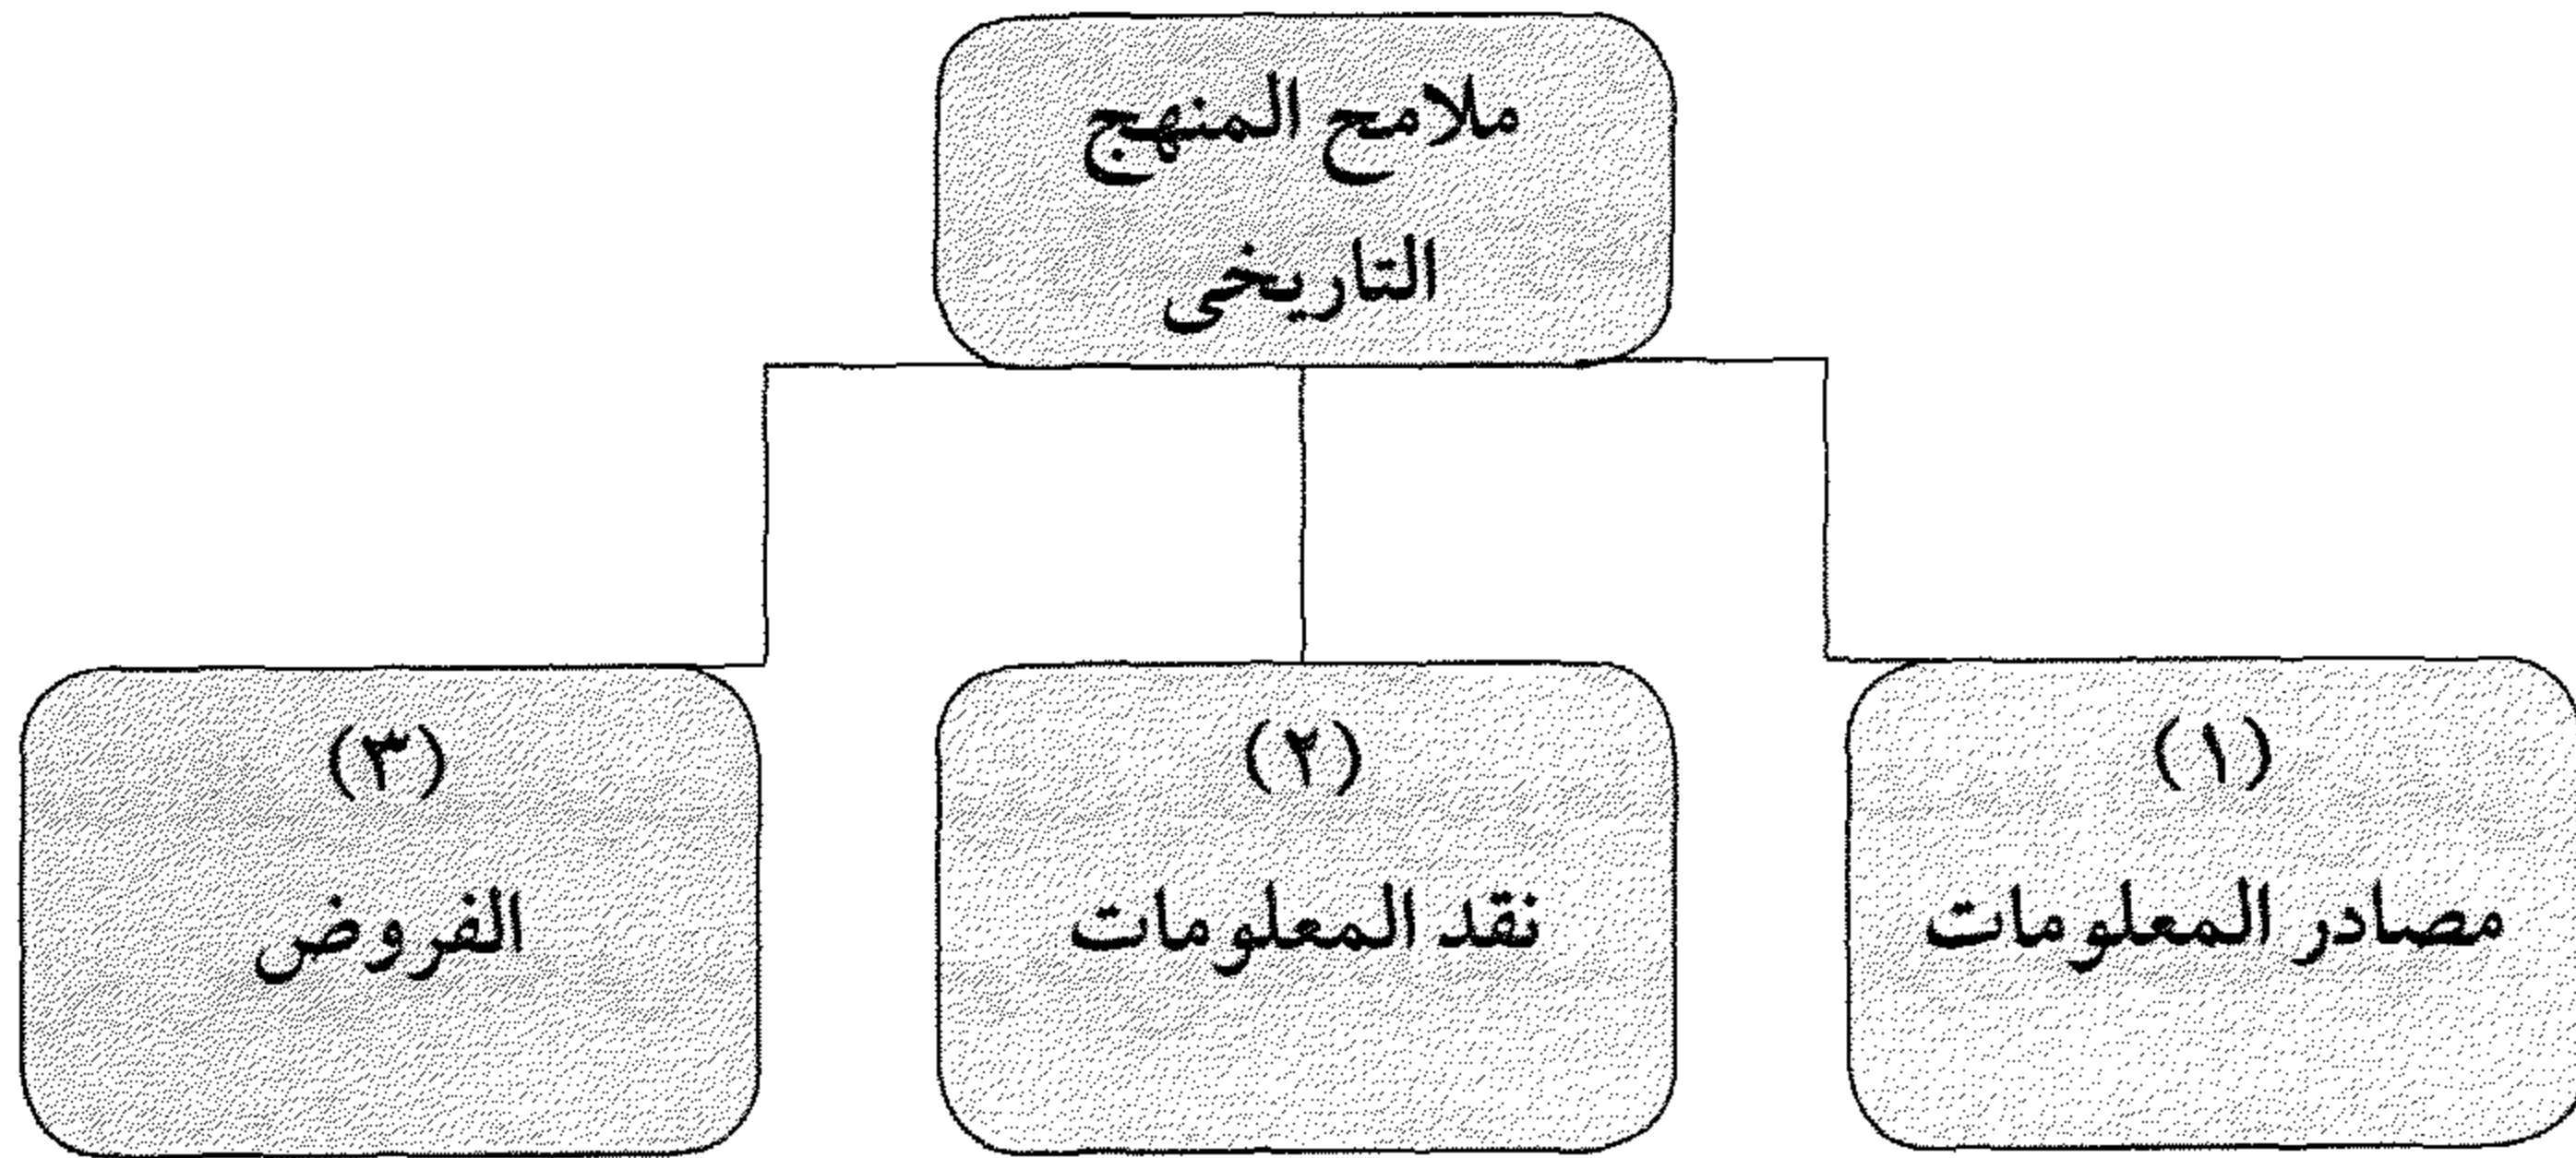 ملامح المنهج
التاريخى
(١)
مصادر المعلومات
(٢)
نقد المعلومات
(٣)
الفروض